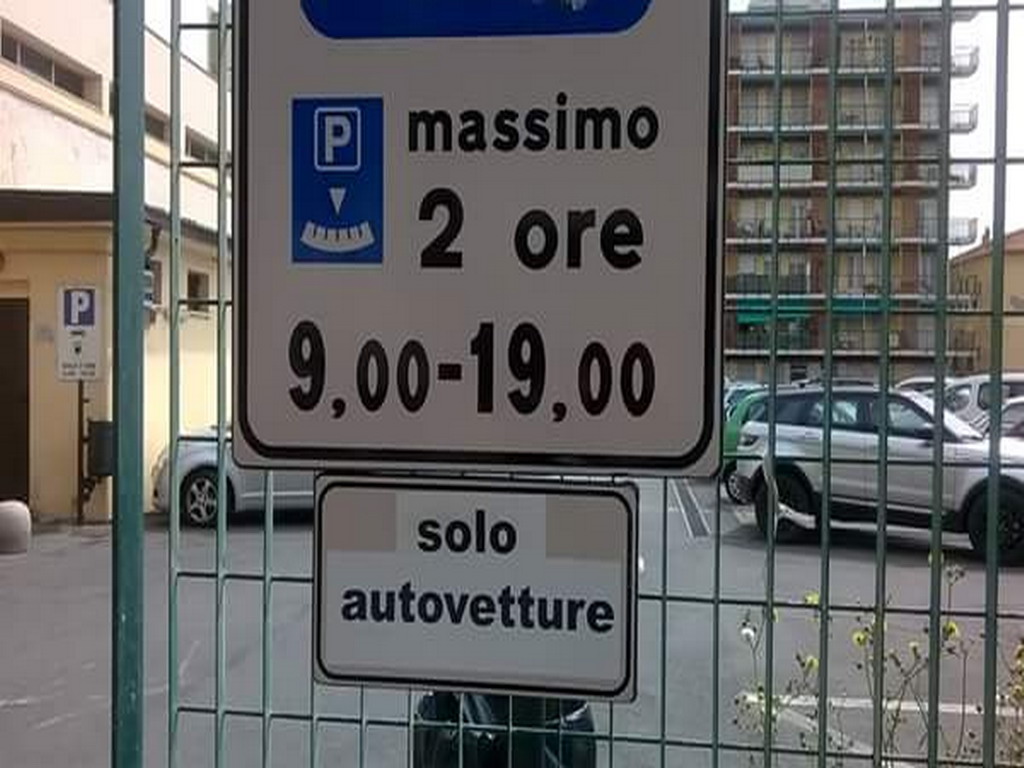 P
massimo
2 ore
9,00-19,00
solo
autovetture
P